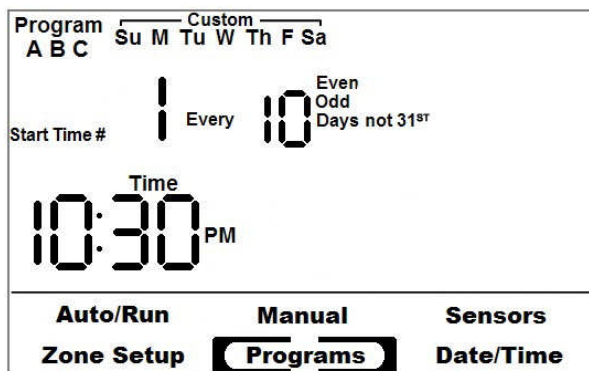 Program
A B C
Custom
Su M Tu W Th F Sa
Start Time # 1 Every 10 Even
Odd
Days not 31ST
Time
10:30 PM
Auto/Run Manual Sensors
Zone Setup Programs Date/Time